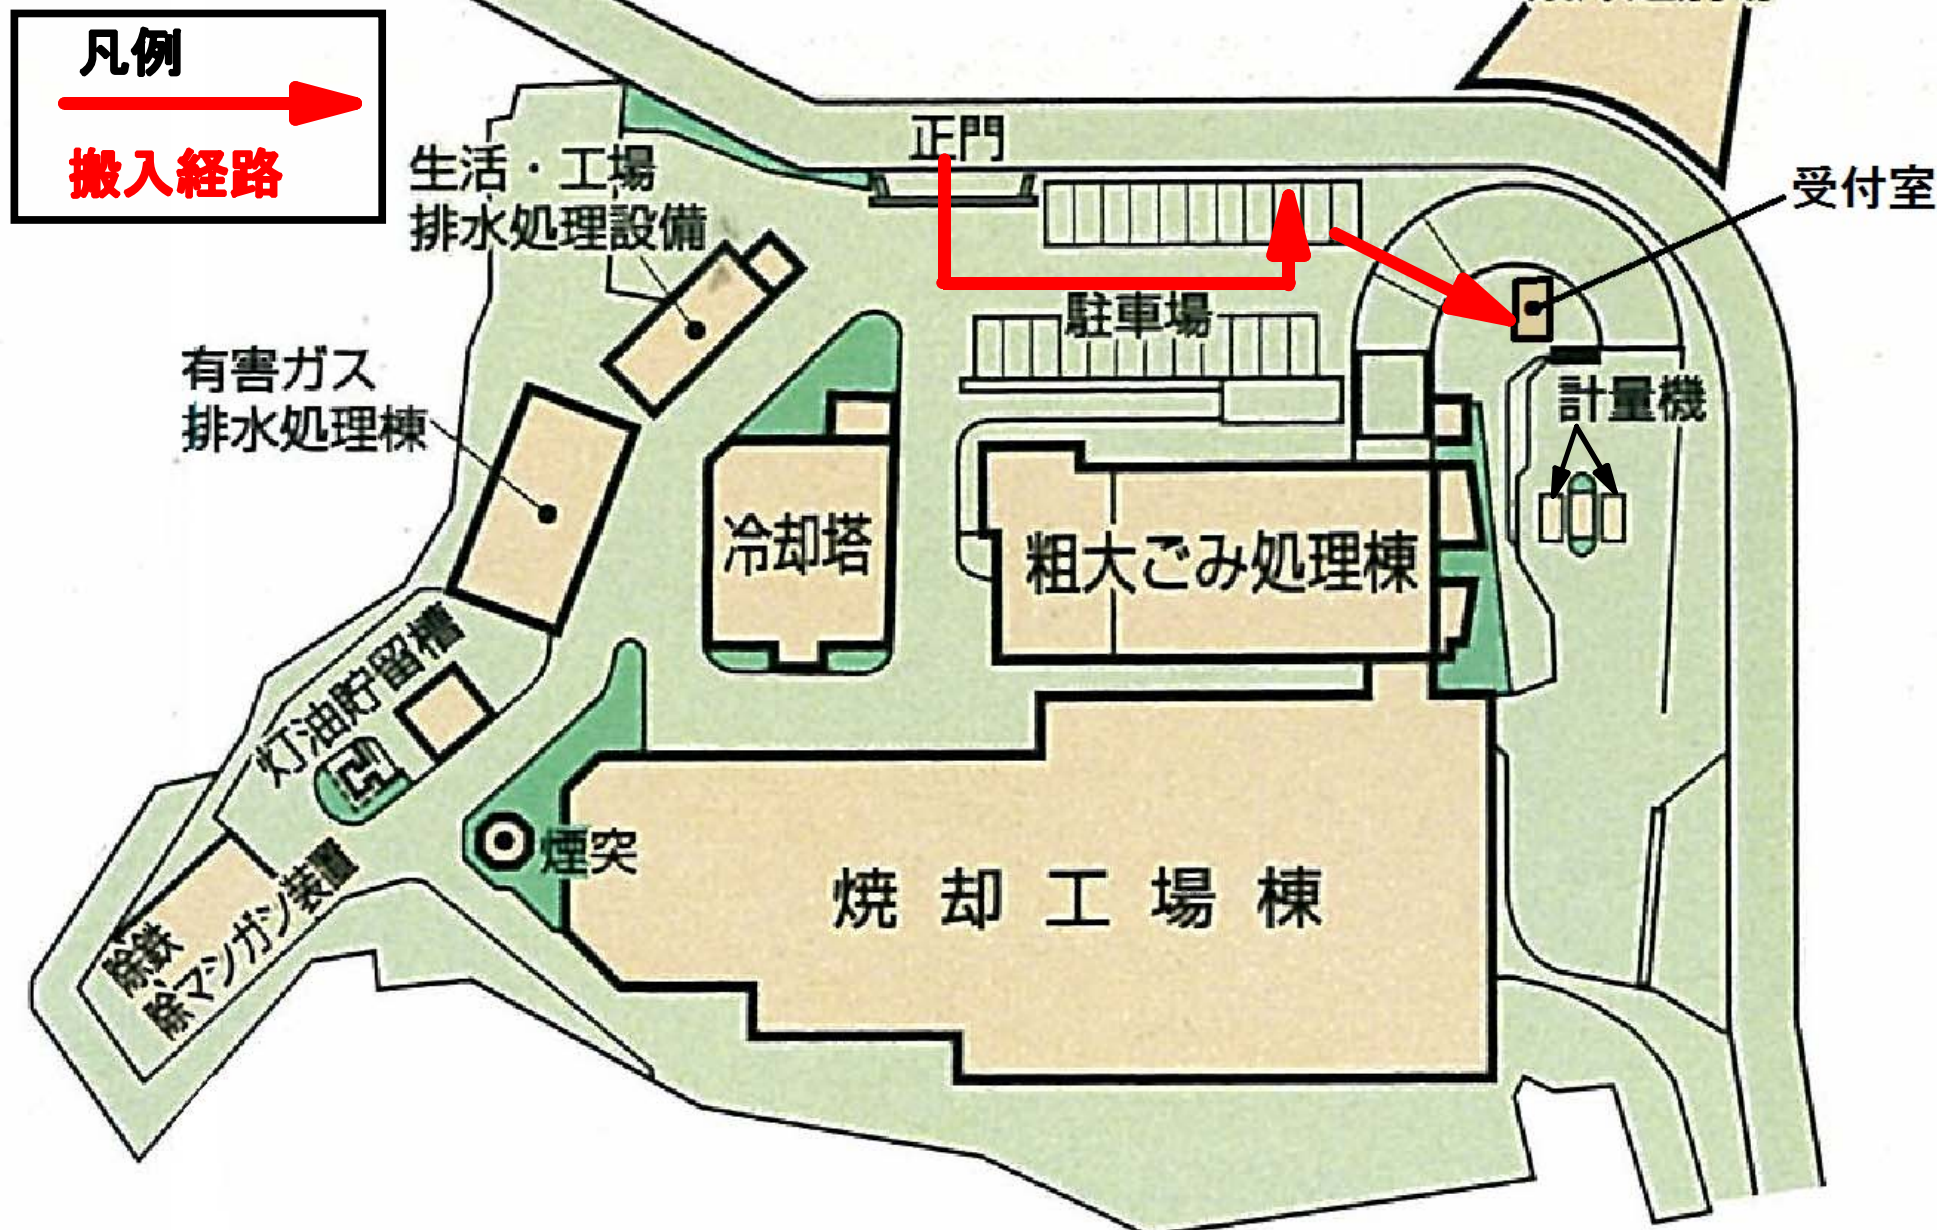 凡例
搬入経路
正門
生活・工場
排水処理設備
受付室
駐車場
有害ガス
排水処理棟
計量機
冷却塔
粗大ごみ処理棟
灯油貯留槽
煙突
焼却工場棟
除鉄
除マンガン装置